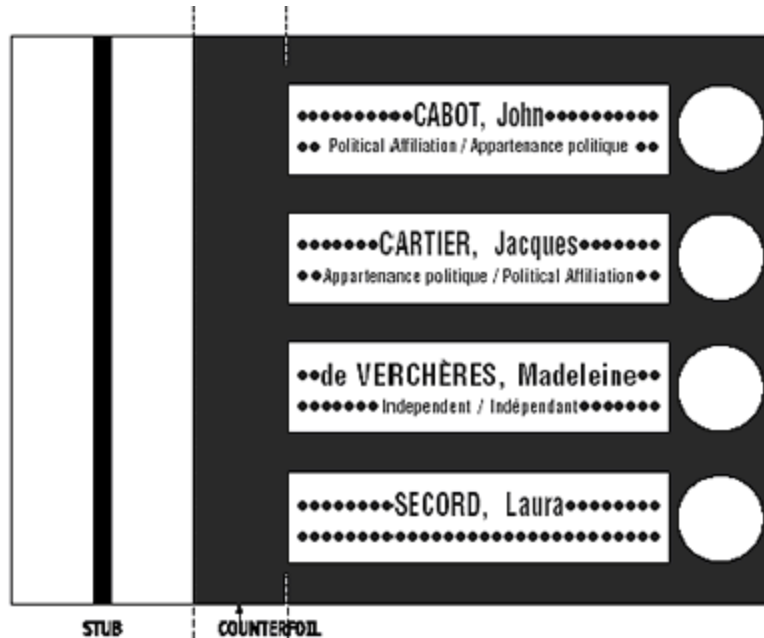 CABOT, John
Political Affiliation / Appartenance politique
CARTIER, Jacques
Appartenance politique / Political Affiliation
de VERCHÈRES, Madeleine
Independent / Indépendant
SECORD, Laura
STUB COUNTERFOIL